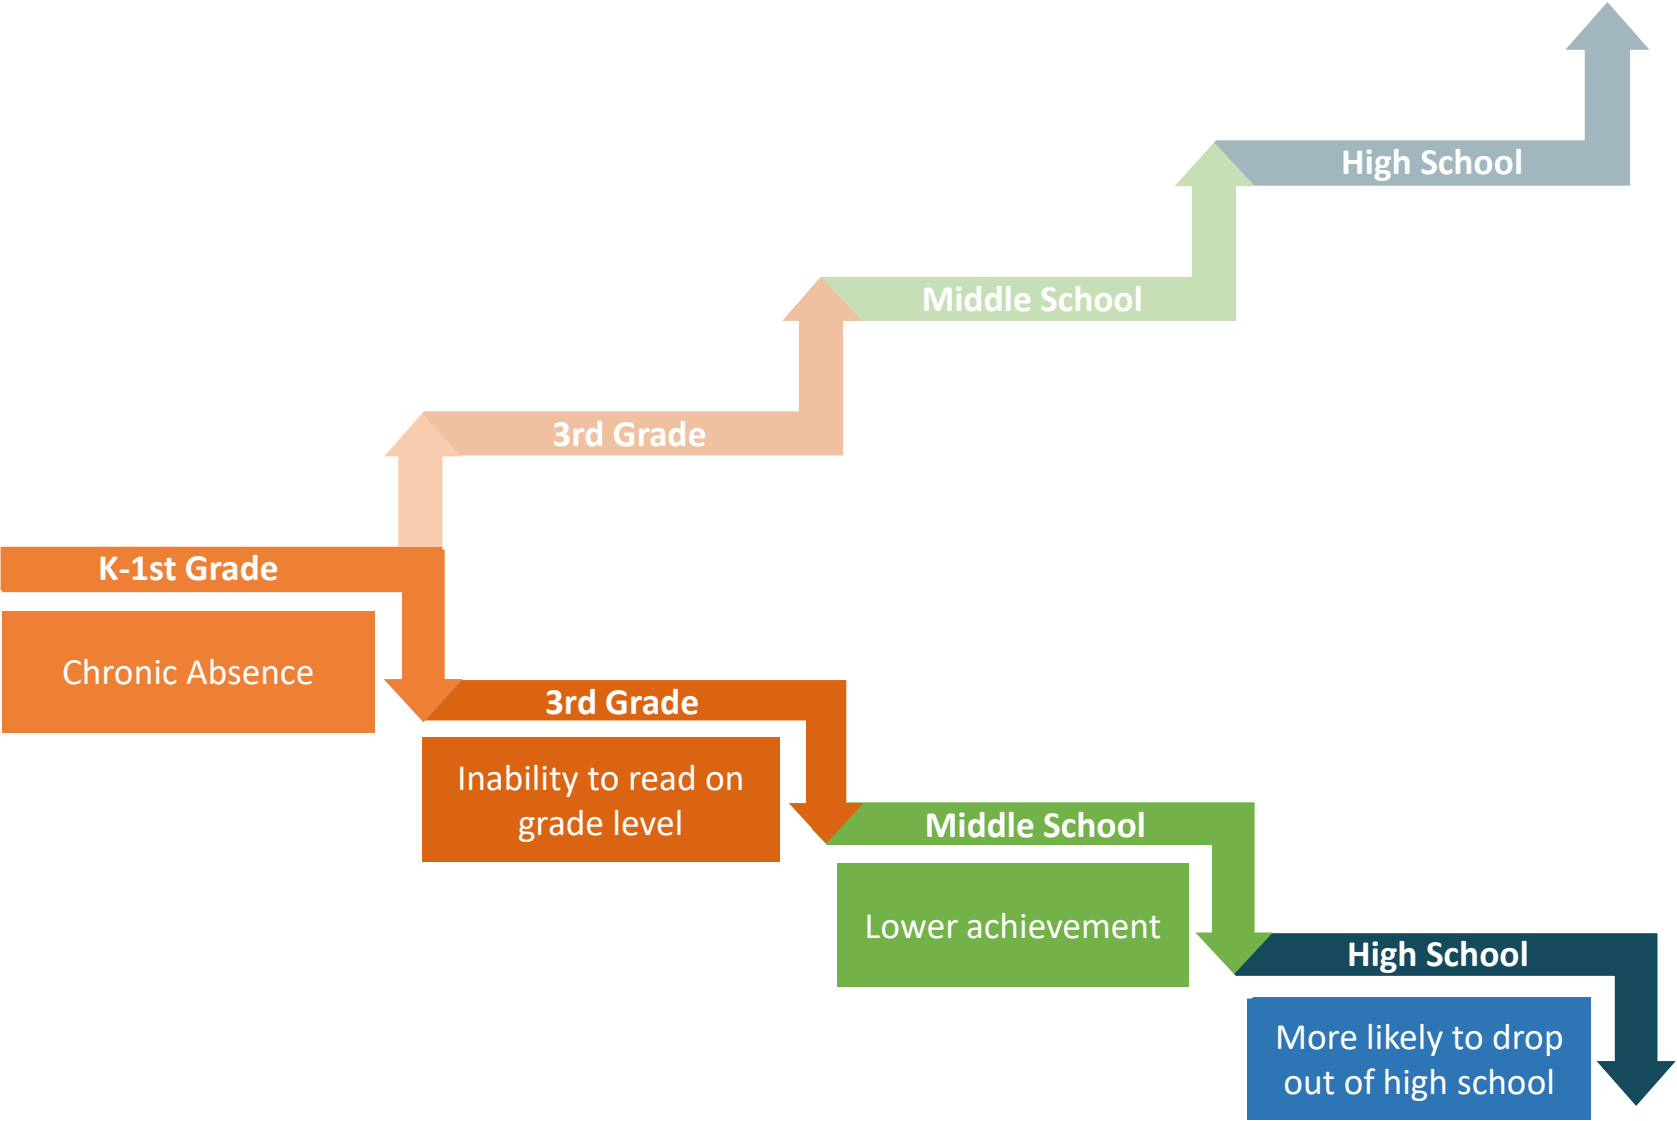 High School
Middle School
3rd Grade
K-1st Grade
Chronic Absence
3rd Grade
Inability to read on
grade level
Middle School
Lower achievement
High School
More likely to drop
out of high school